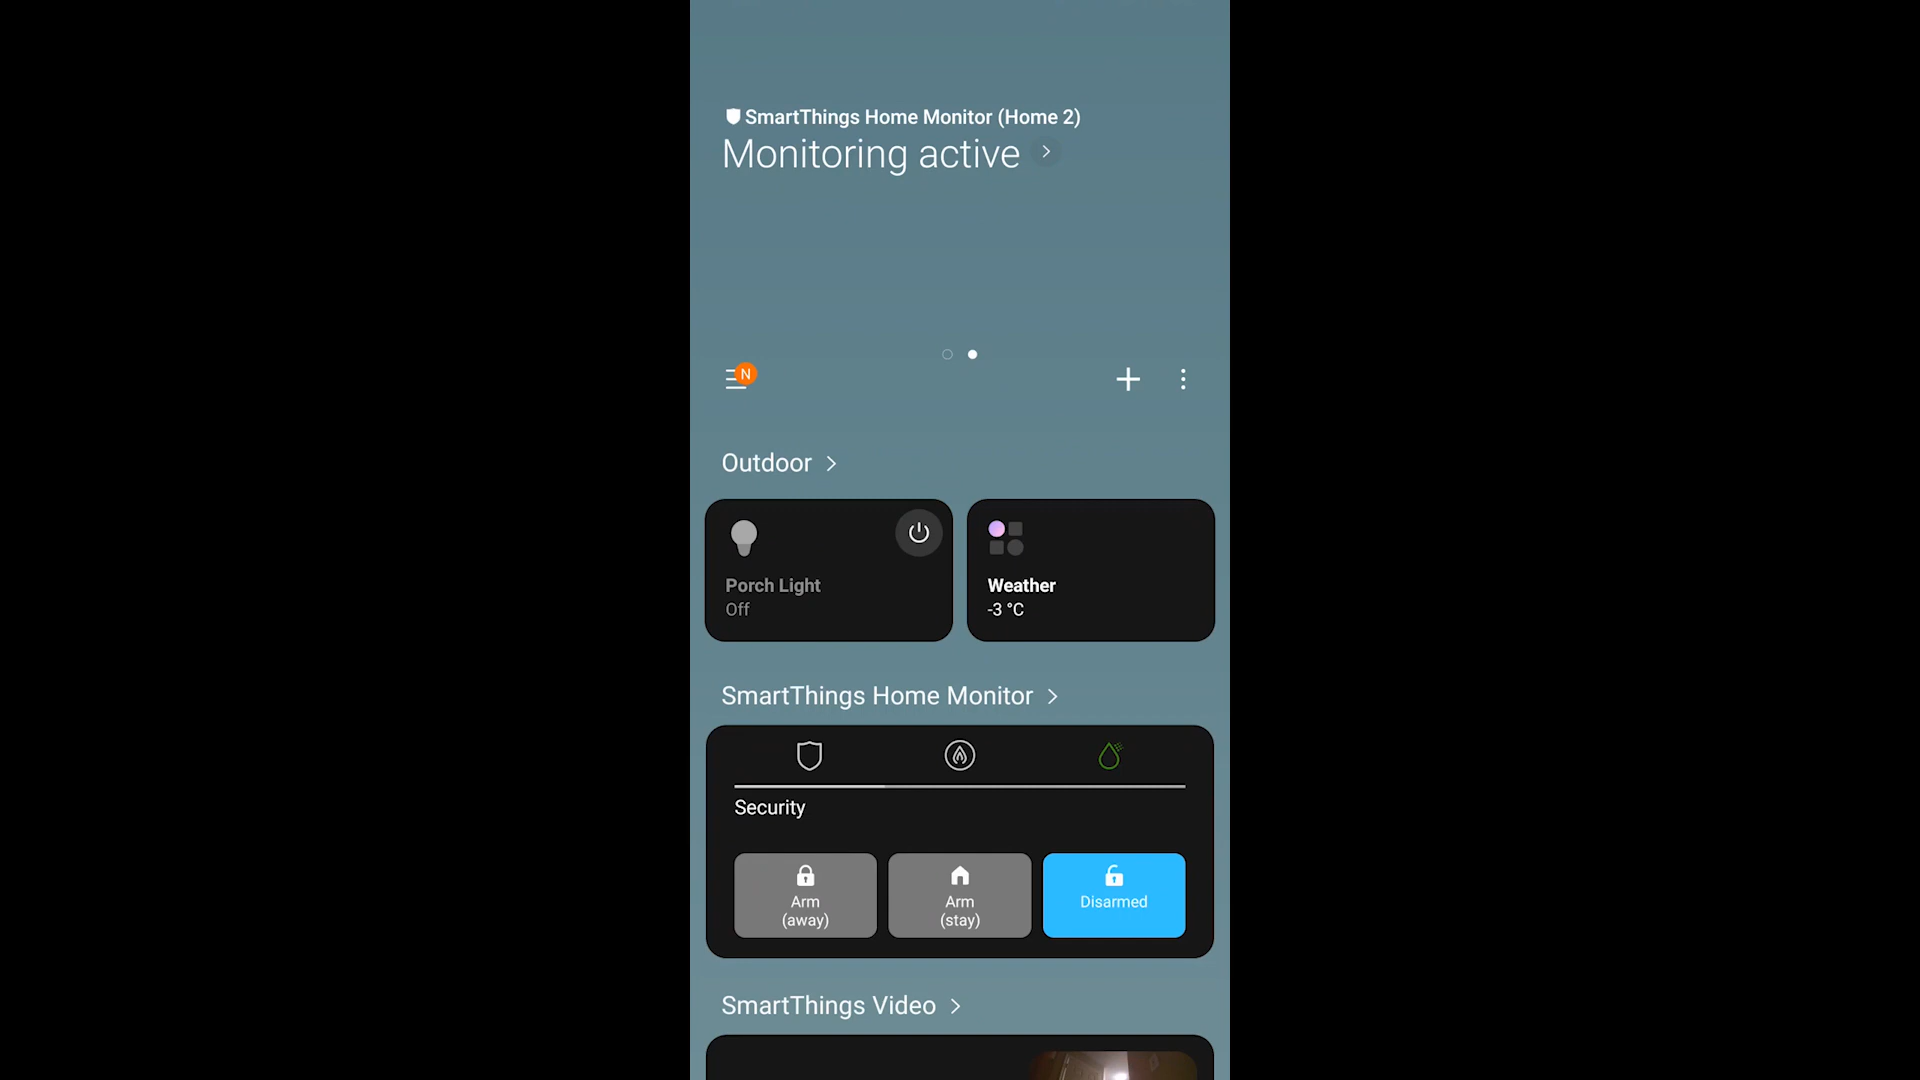 SmartThings Home Monitor (Home 2)
Monitoring active
N
Outdoor
Porch Light
Off
Weather
-3 °C
SmartThings Home Monitor
Security
Arm
(away)
Arm
(stay)
Disarmed
SmartThings Video